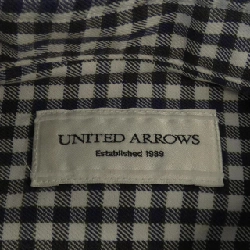 UNITED ARROWS
Established 1989